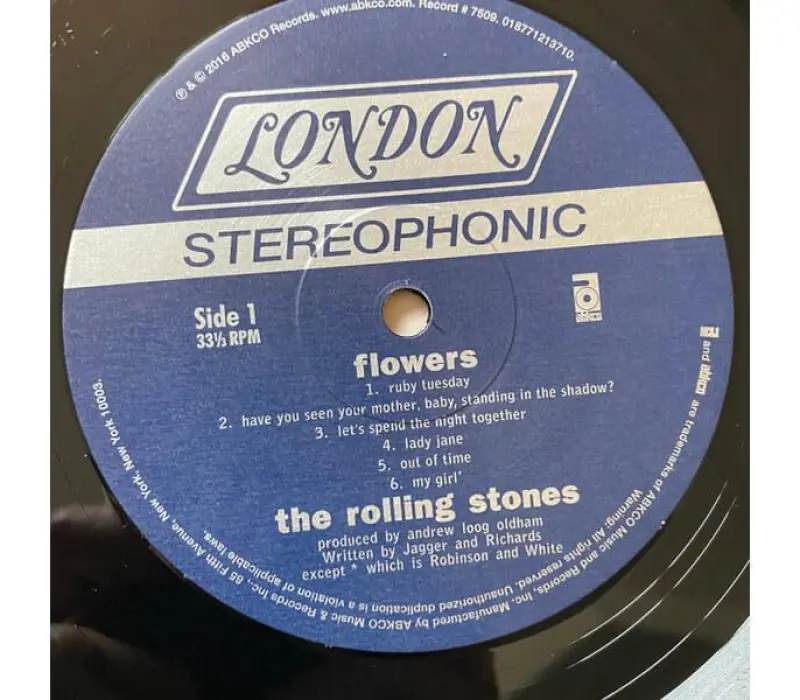 ℗ & © 2016 ABKCO Records. www.abkco.com. Record # 7509. 018771213710.
LONDON
STEREOPHONIC
Side 1
33⅓ RPM
abkco
flowers
1. ruby tuesday
2. have you seen your mother, baby, standing in the shadow?
3. let's spend the night together
4. lady jane
5. out of time
6. my girl*
the rolling stones
produced by andrew loog oldham
Written by Jagger and Richards
except * which is Robinson and White
and abkco are trademarks of ABKCO Music and Records, Inc. Manufactured by ABKCO Music & Records Inc., 85 Fifth Avenue, New York, New York 10003.
Warning: All rights reserved. Unauthorized duplication is a violation of applicable laws.